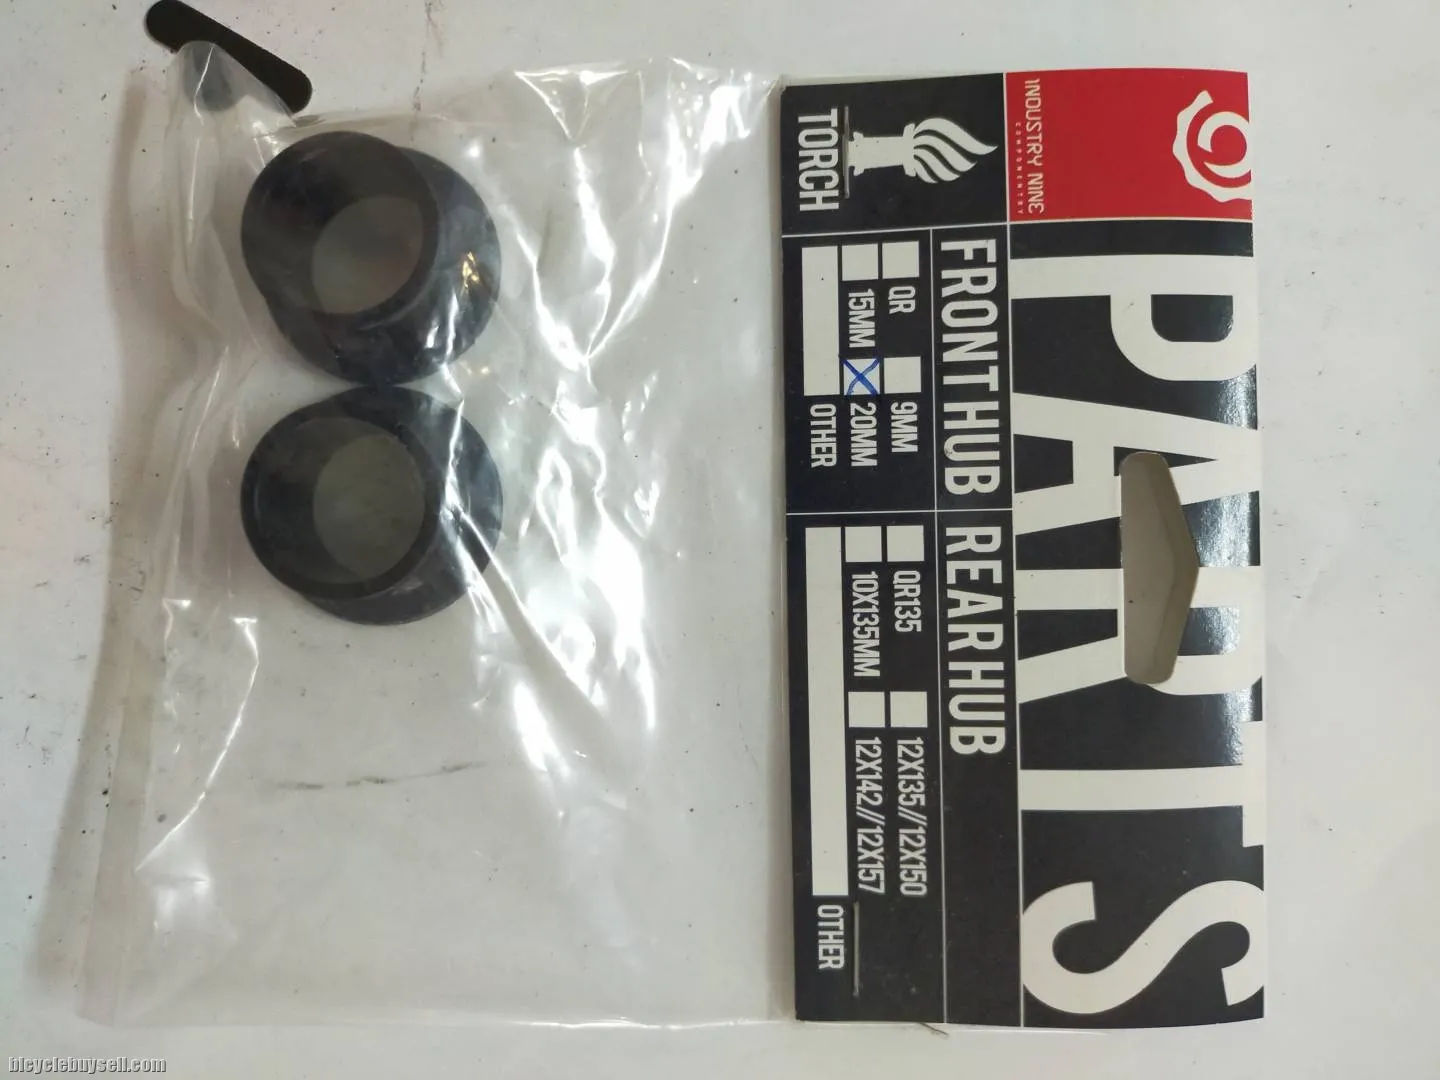 INDUSTRY NINE
COMPONENTRY
PARTS
TORCH
FRONT HUB
QR
9MM
15MM
20MM
OTHER
REAR HUB
QR135
12X135//12X150
10X135MM
12X142//12X157
OTHER
bicyclebuysell.com